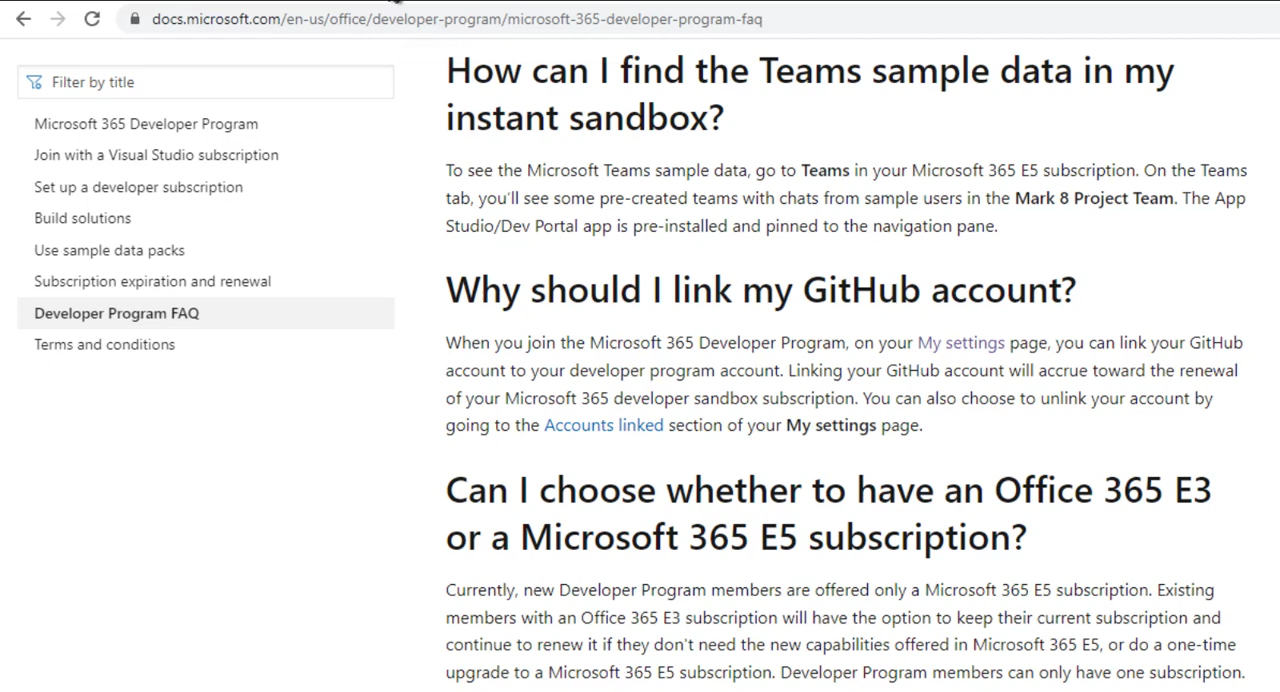 docs.microsoft.com/en-us/office/developer-program/microsoft-365-developer-program-faq
Filter by title
Microsoft 365 Developer Program
Join with a Visual Studio subscription
Set up a developer subscription
Build solutions
Use sample data packs
Subscription expiration and renewal
Developer Program FAQ
Terms and conditions
How can I find the Teams sample data in my
instant sandbox?
To see the Microsoft Teams sample data, go to Teams in your Microsoft 365 E5 subscription. On the Teams
tab, you’ll see some pre-created teams with chats from sample users in the Mark 8 Project Team. The App
Studio/Dev Portal app is pre-installed and pinned to the navigation pane.
Why should I link my GitHub account?
When you join the Microsoft 365 Developer Program, on your My settings page, you can link your GitHub
account to your developer program account. Linking your GitHub account will accrue toward the renewal
of your Microsoft 365 developer sandbox subscription. You can also choose to unlink your account by
going to the Accounts linked section of your My settings page.
Can I choose whether to have an Office 365 E3
or a Microsoft 365 E5 subscription?
Currently, new Developer Program members are offered only a Microsoft 365 E5 subscription. Existing
members with an Office 365 E3 subscription will have the option to keep their current subscription and
continue to renew it if they don't need the new capabilities offered in Microsoft 365 E5, or do a one-time
upgrade to a Microsoft 365 E5 subscription. Developer Program members can only have one subscription.